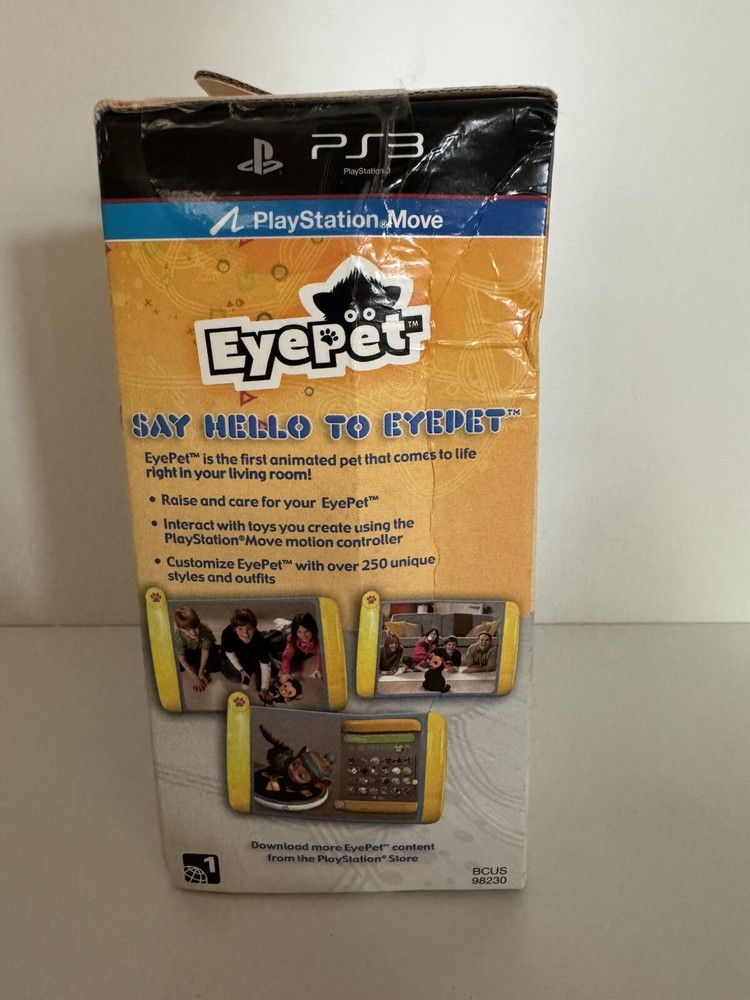 PS3
PlayStation 3
PlayStation®Move
EyePet™
SAY HELLO TO EYEPET™
EyePet™ is the first animated pet that comes to life
right in your living room!
• Raise and care for your EyePet™
• Interact with toys you create using the
PlayStation®Move motion controller
• Customize EyePet™ with over 250 unique
styles and outfits
Download more EyePet™ content
from the PlayStation® Store
1
BCUS
98230